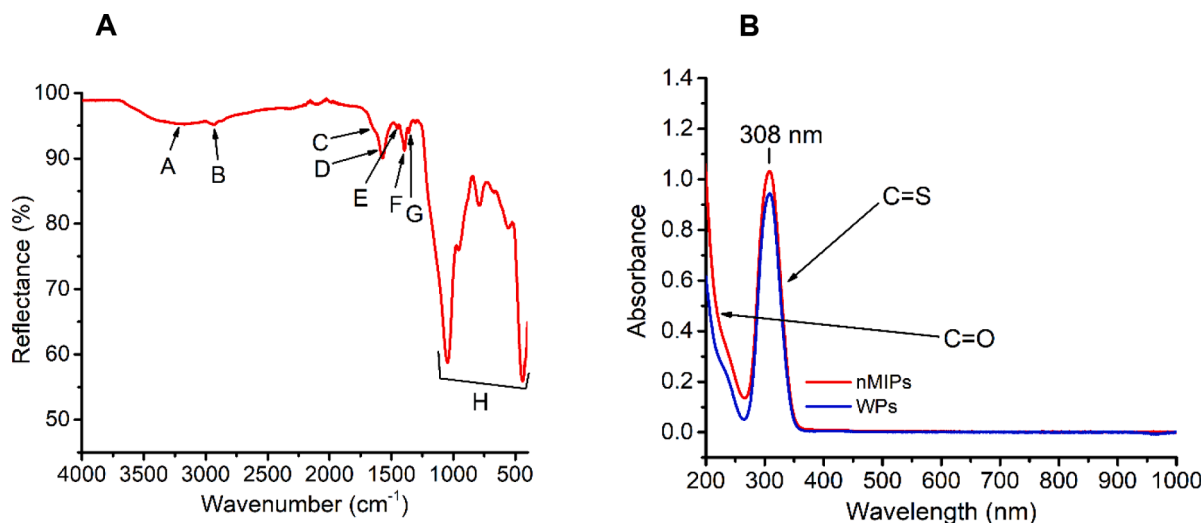 A
B
100
90
80
70
60
50
Reflectance (%)
A
B
C
D
E
F
G
H
4000 3500 3000 2500 2000 1500 1000 500
Wavenumber (cm⁻¹)
1.4
1.2
1.0
0.8
0.6
0.4
0.2
0.0
Absorbance
308 nm
C=S
C=O
nMIPs
WPs
200 300 400 500 600 700 800 900 1000
Wavelength (nm)